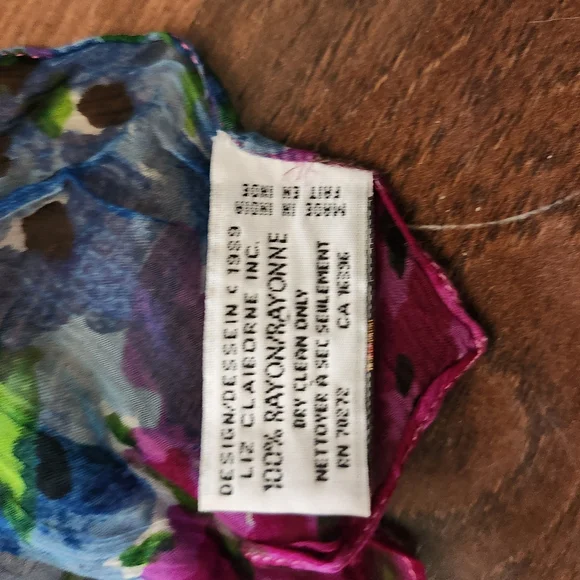 DESIGN/DESSEIN C 1989
LIZ CLAIBORNE INC.
100% RAYON/RAYONNE
DRY CLEAN ONLY
NETTOYER A SEC SEULEMENT
RN 70272 CA 16396
MADE IN INDIA
FAIT EN INDE